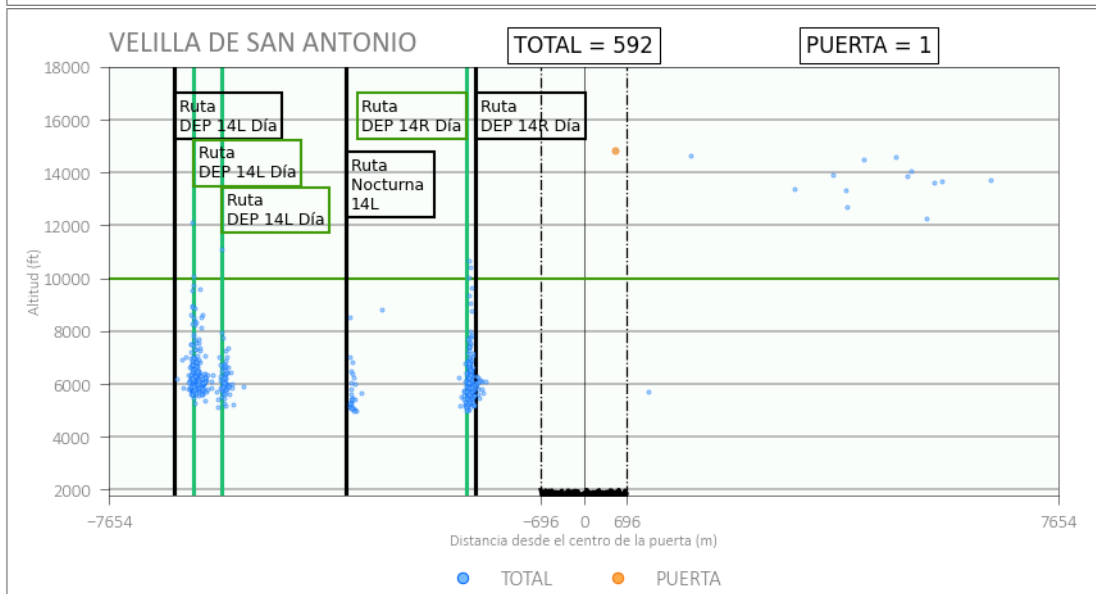 VELILLA DE SAN ANTONIO
TOTAL = 592
PUERTA = 1
18000
16000
14000
12000
10000
8000
6000
4000
2000
Altitud (ft)
Ruta
DEP 14L Día
Ruta
DEP 14L Día
Ruta
DEP 14L Día
Ruta
Nocturna
14L
Ruta
DEP 14R Día
Ruta
DEP 14R Día
−7654
−696
0
696
7654
Distancia desde el centro de la puerta (m)
TOTAL
PUERTA